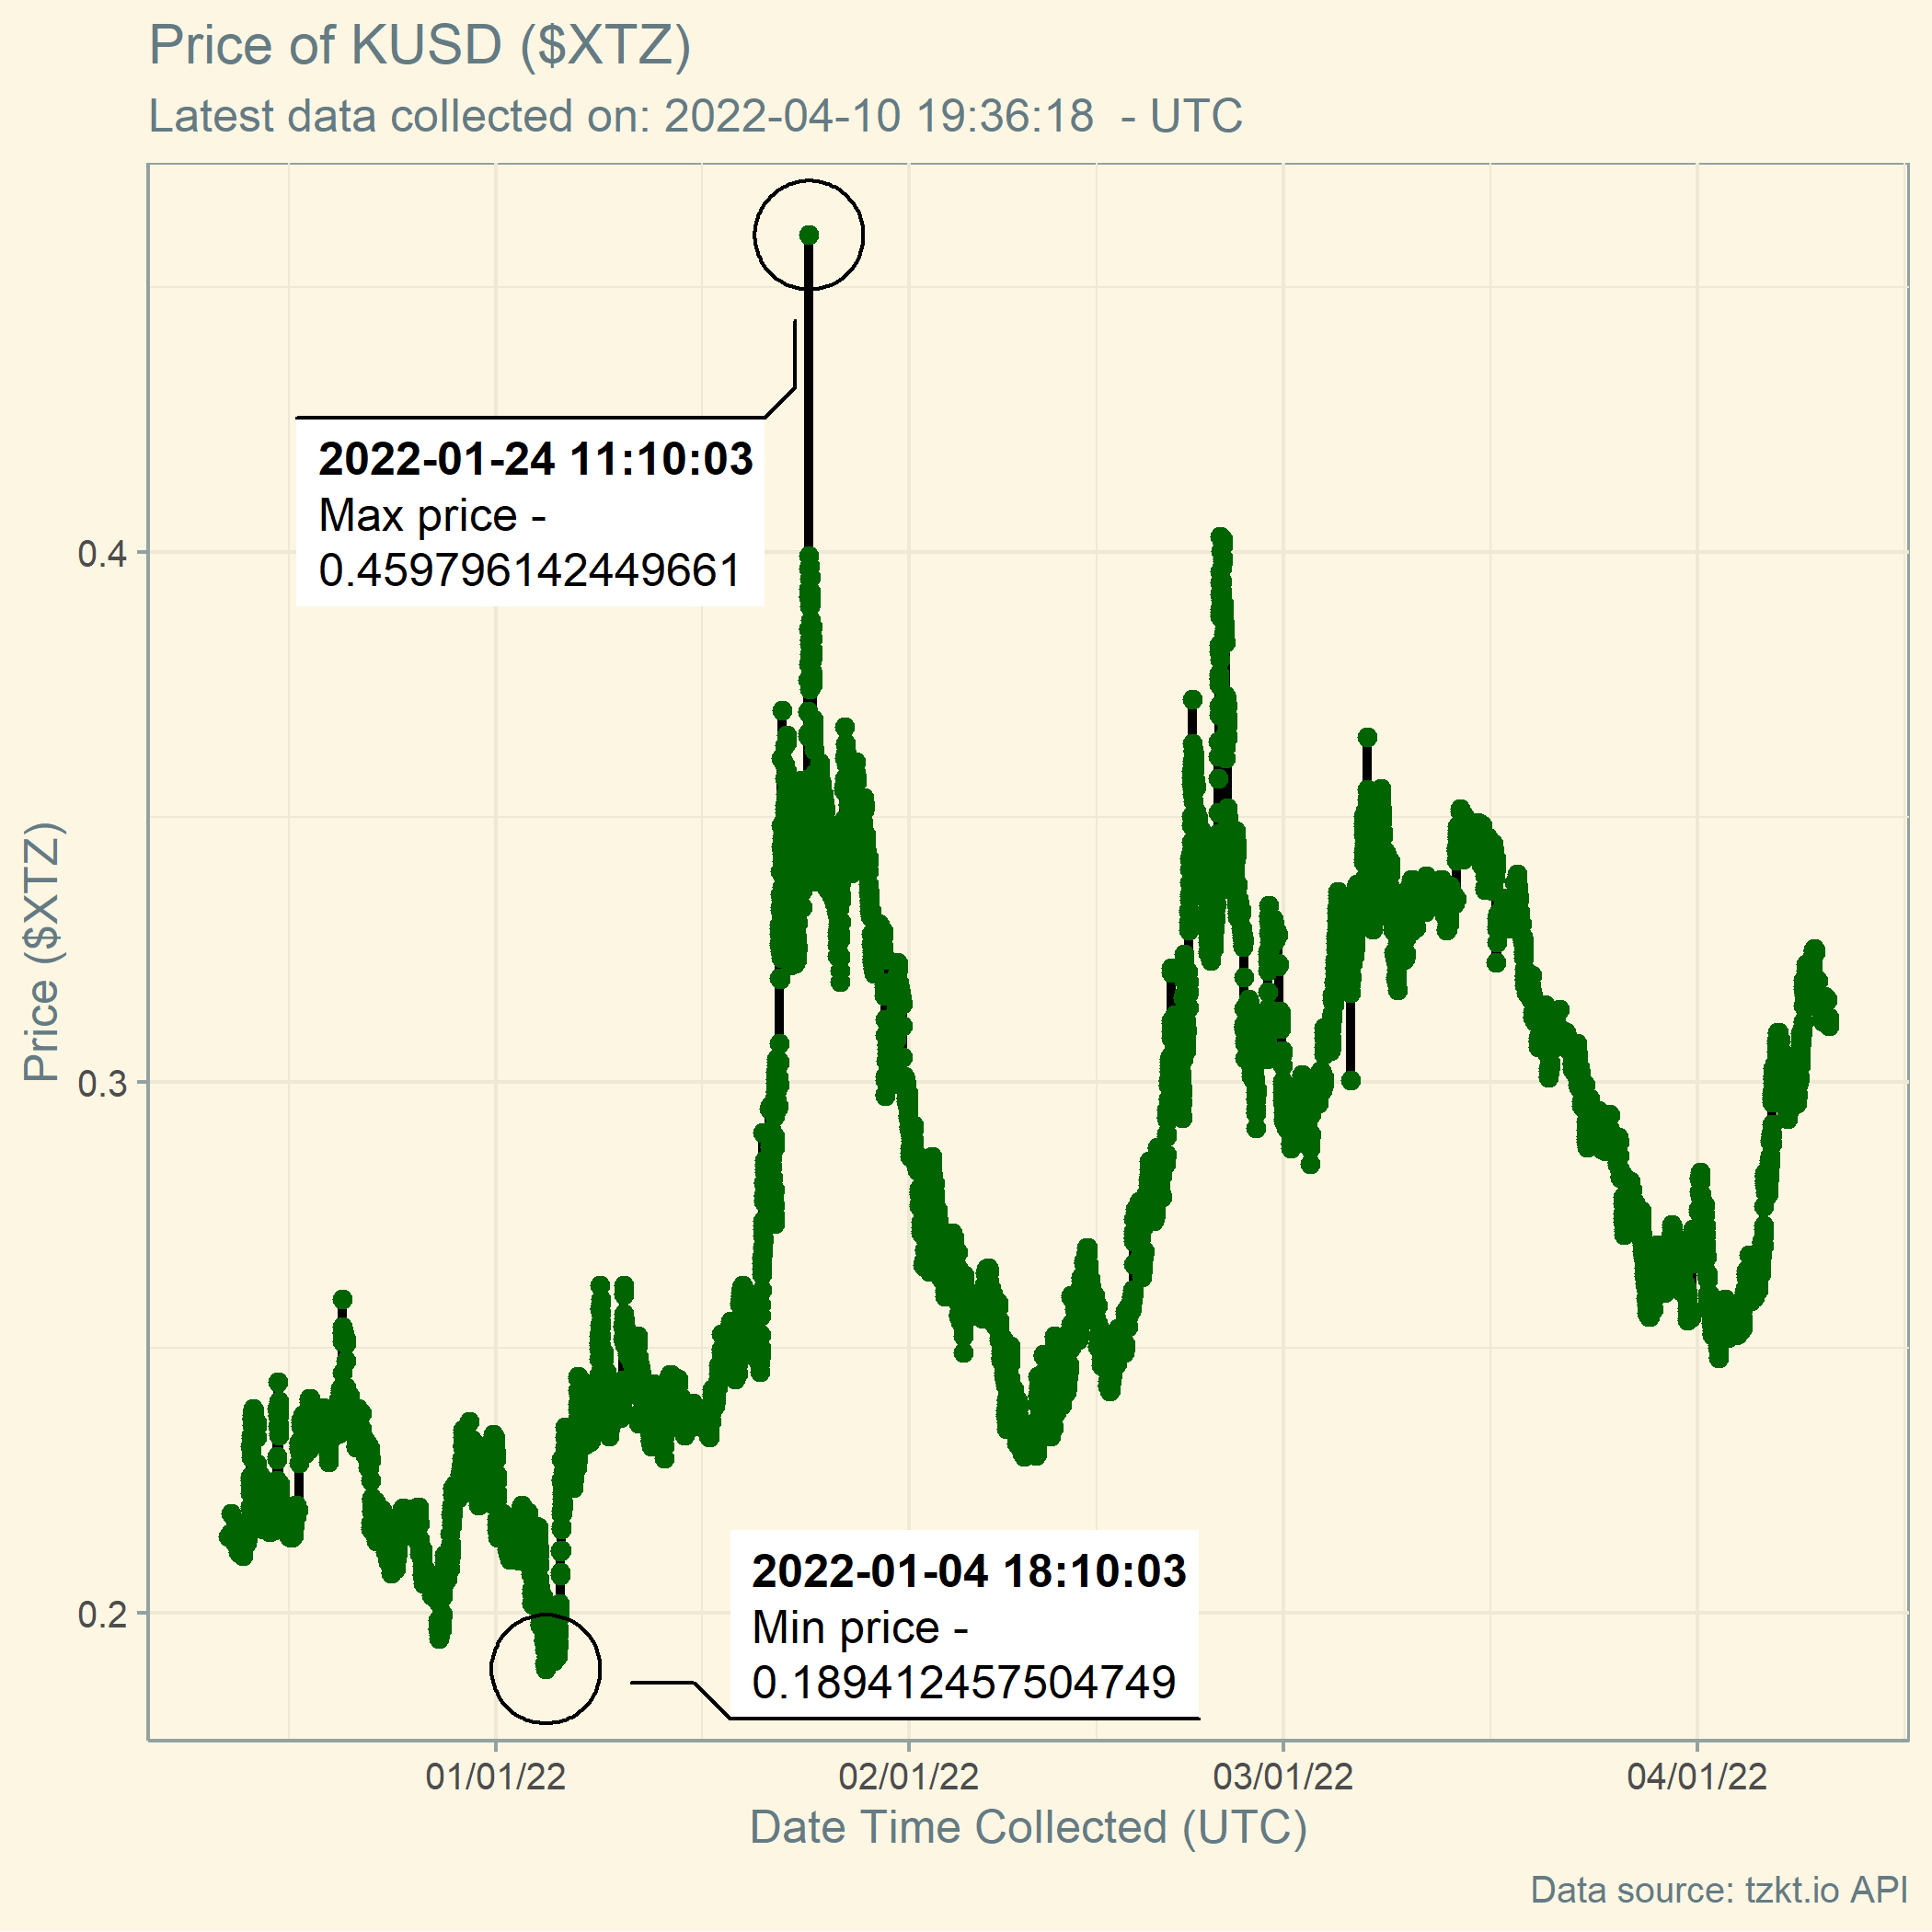 Price of KUSD ($XTZ)
Latest data collected on: 2022-04-10 19:36:18  - UTC
2022-01-24 11:10:03
Max price -
0.459796142449661
0.4
0.3
0.2
Price ($XTZ)
2022-01-04 18:10:03
Min price -
0.189412457504749
01/01/22
02/01/22
03/01/22
04/01/22
Date Time Collected (UTC)
Data source: tzkt.io API